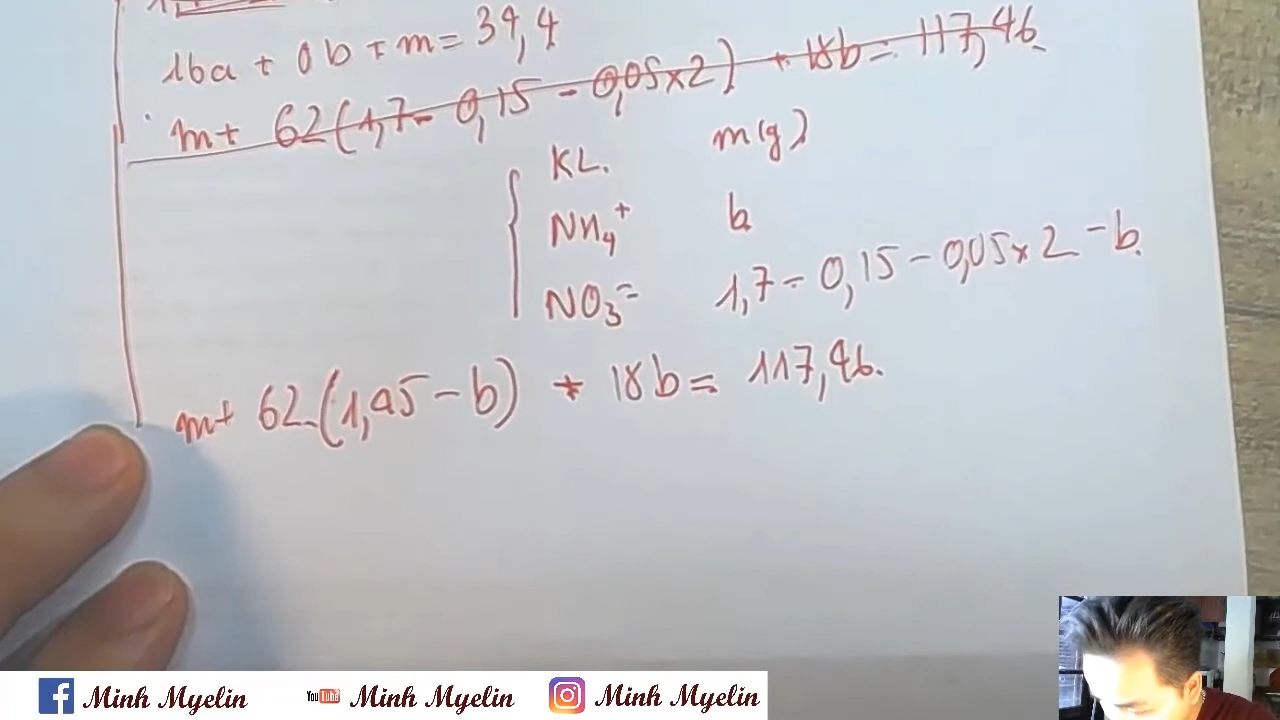 16a + 0b + m = 34,4
m + 62(1,7 - 0,15 - 0,05x2) + 18b = 117,46
KL. m(g)
NH4+ b
NO3- 1,7 - 0,15 - 0,05x2 - b.
m + 62.(1,45 - b) + 18b = 117,46.
Minh Myelin
YouTube Minh Myelin
Minh Myelin